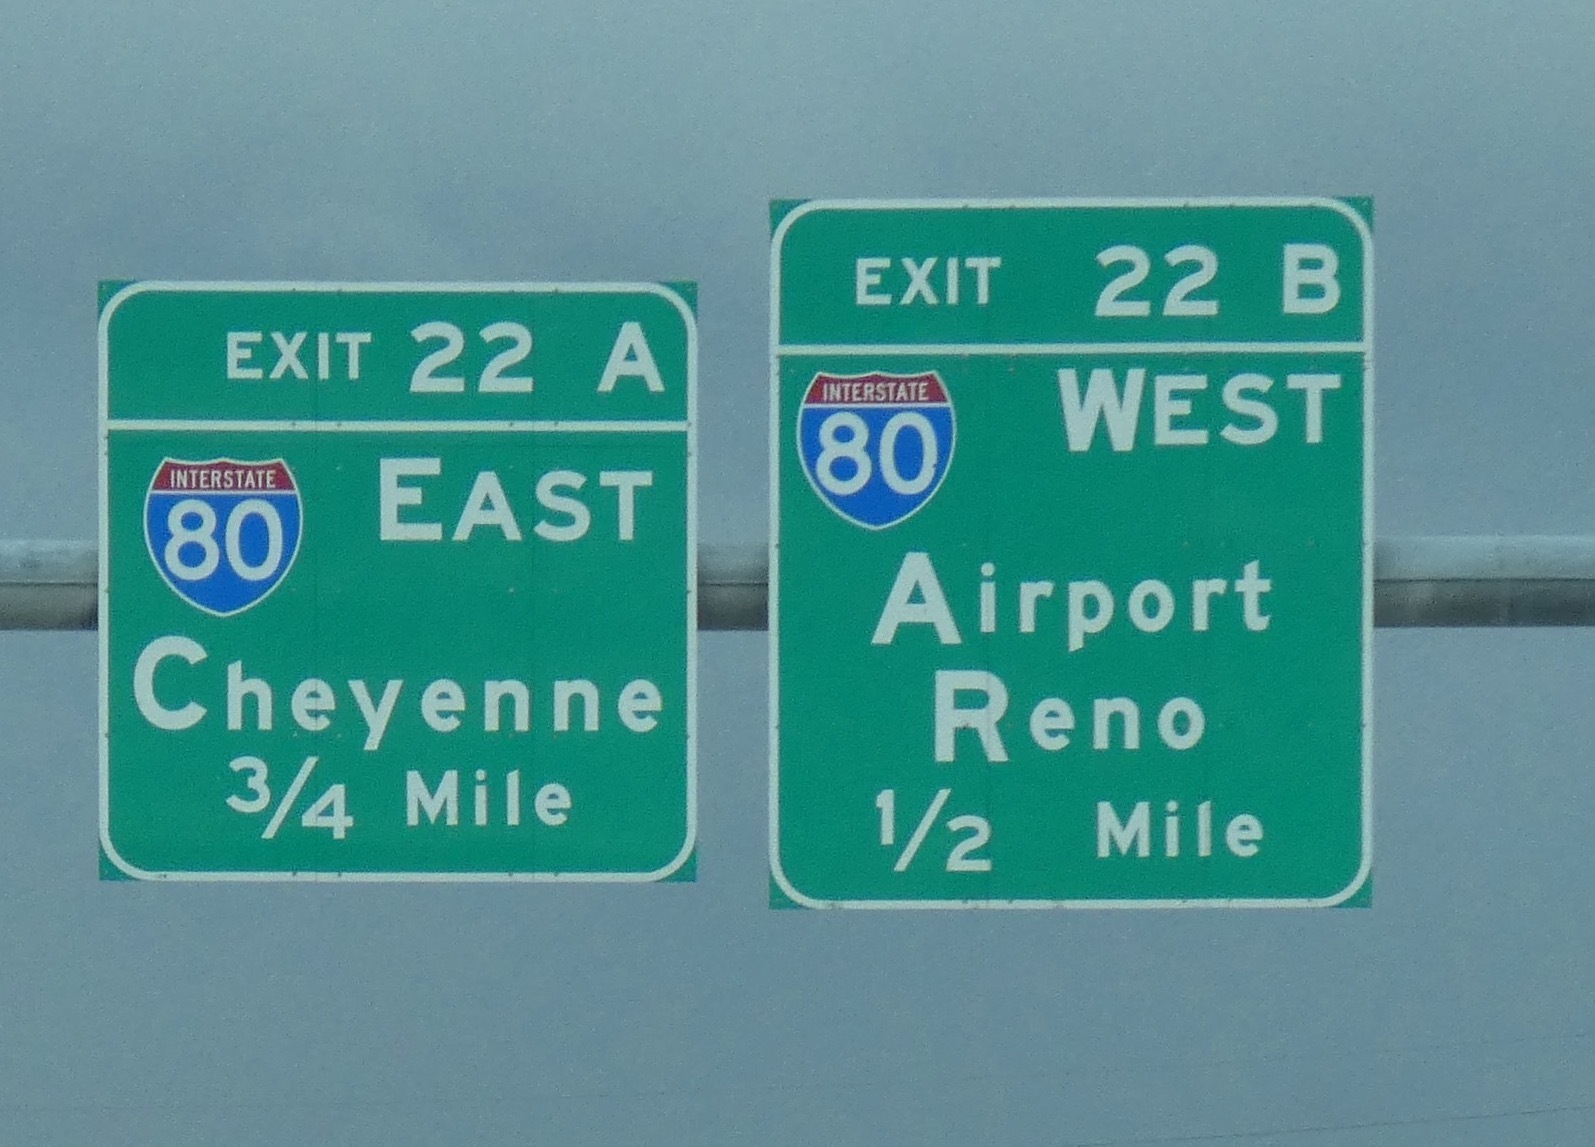 EXIT 22 A
INTERSTATE
80
EAST
Cheyenne
3/4 Mile
EXIT 22 B
INTERSTATE
80
WEST
Airport
Reno
1/2 Mile